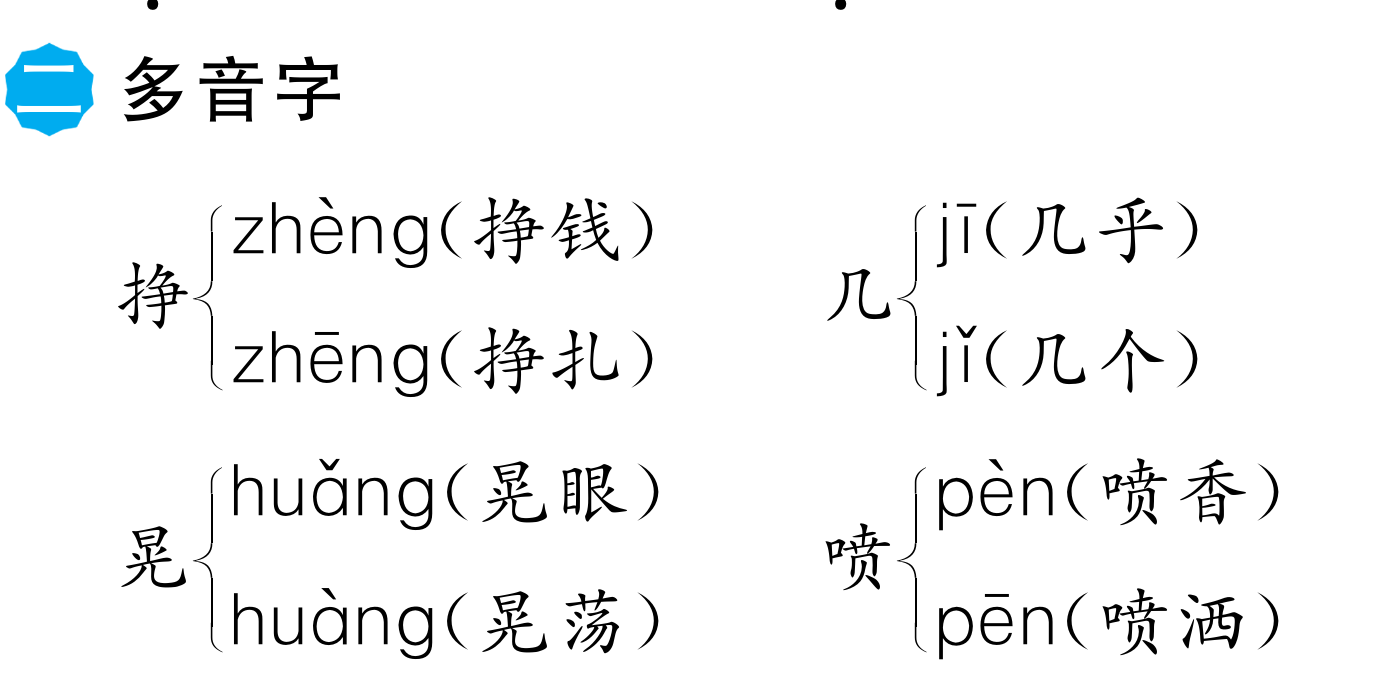 二 多音字
挣 zhèng(挣钱) zhēng(挣扎)
几 jī(几乎) jǐ(几个)
晃 huǎng(晃眼) huàng(晃荡)
喷 pèn(喷香) pēn(喷洒)